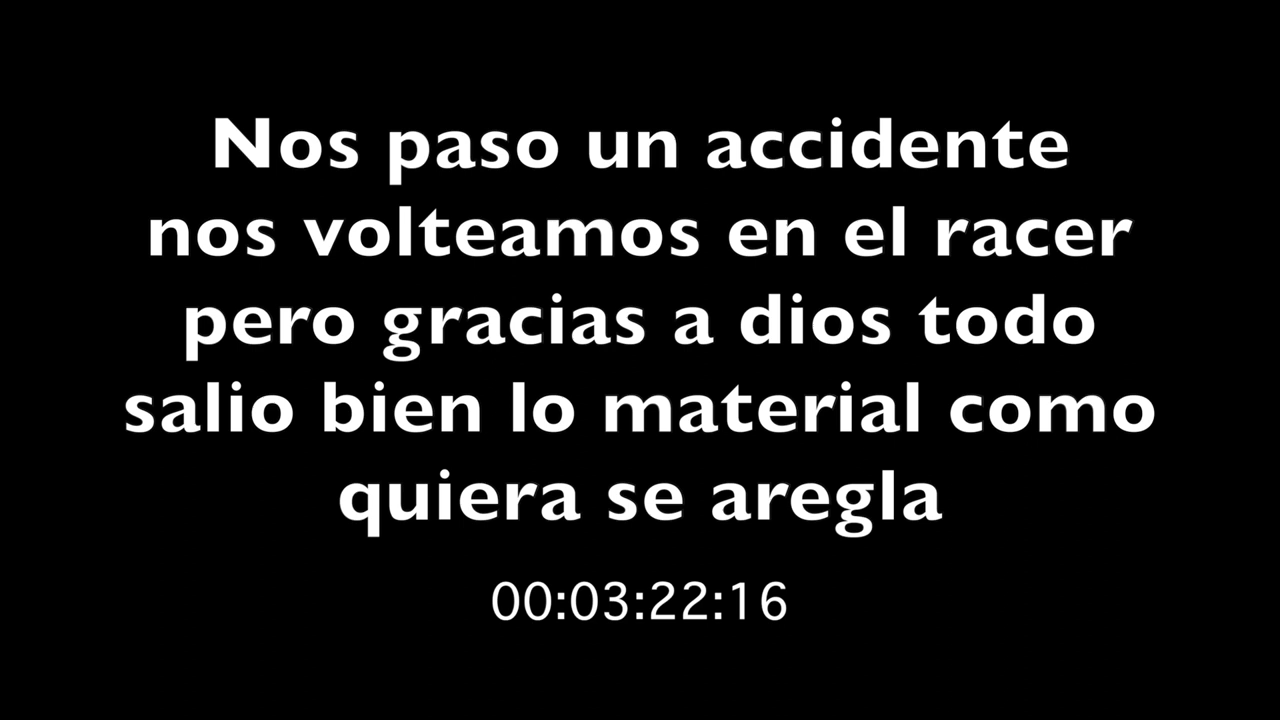 Nos paso un accidente
nos volteamos en el racer
pero gracias a dios todo
salio bien lo material como
quiera se aregla
00:03:22:16